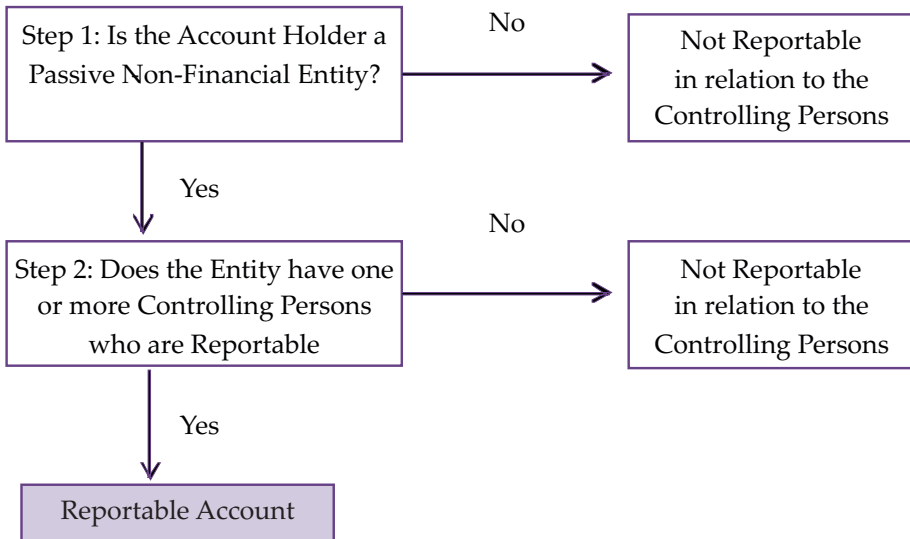 Step 1: Is the Account Holder a
Passive Non-Financial Entity?
No
Not Reportable
in relation to the
Controlling Persons
Yes
Step 2: Does the Entity have one
or more Controlling Persons
who are Reportable
No
Not Reportable
in relation to the
Controlling Persons
Yes
Reportable Account